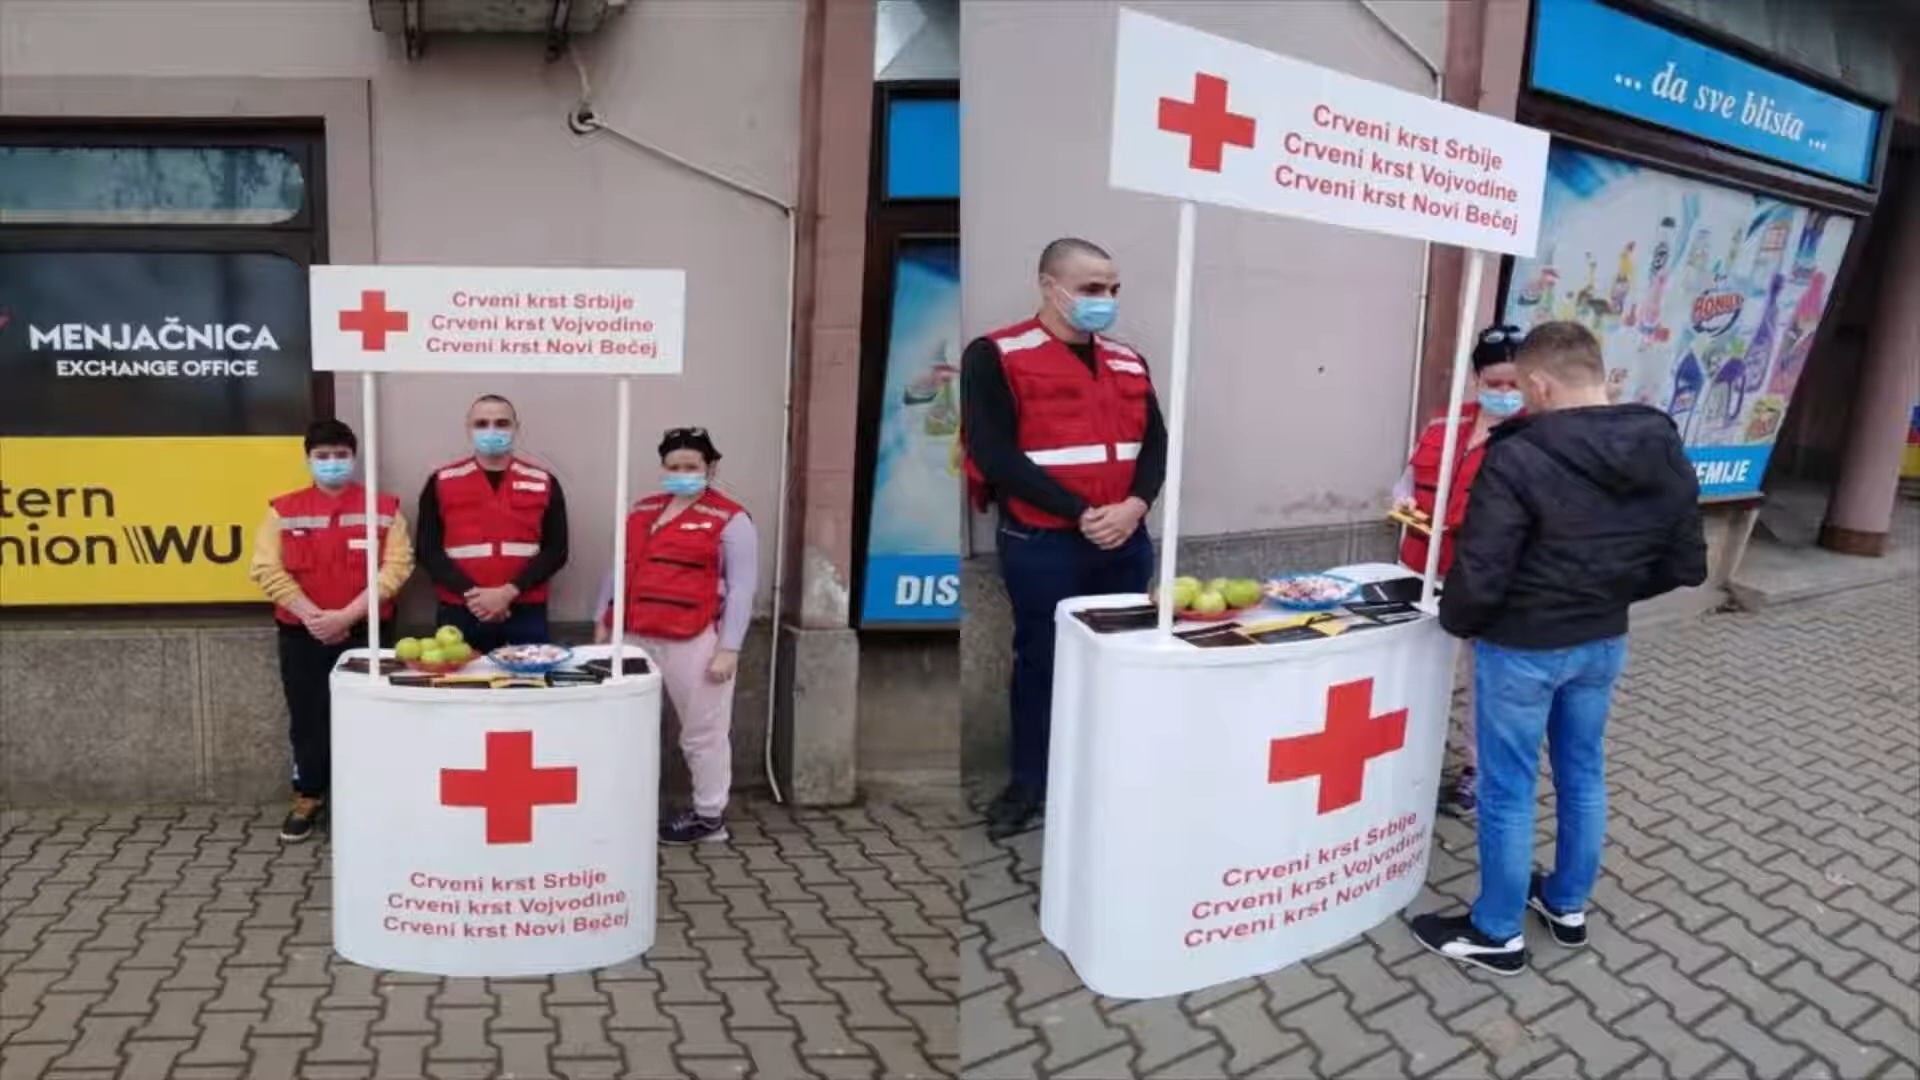 MENJAČNICA
EXCHANGE OFFICE
tern
nion \\WU
Crveni krst Srbije
Crveni krst Vojvodine
Crveni krst Novi Bečej
Crveni krst Srbije
Crveni krst Vojvodine
Crveni krst Novi Bečej
DIS
... da sve blista ...
Crveni krst Srbije
Crveni krst Vojvodine
Crveni krst Novi Bečej
BONUX
EMIJE
Crveni krst Srbije
Crveni krst Vojvodine
Crveni krst Novi Bečej